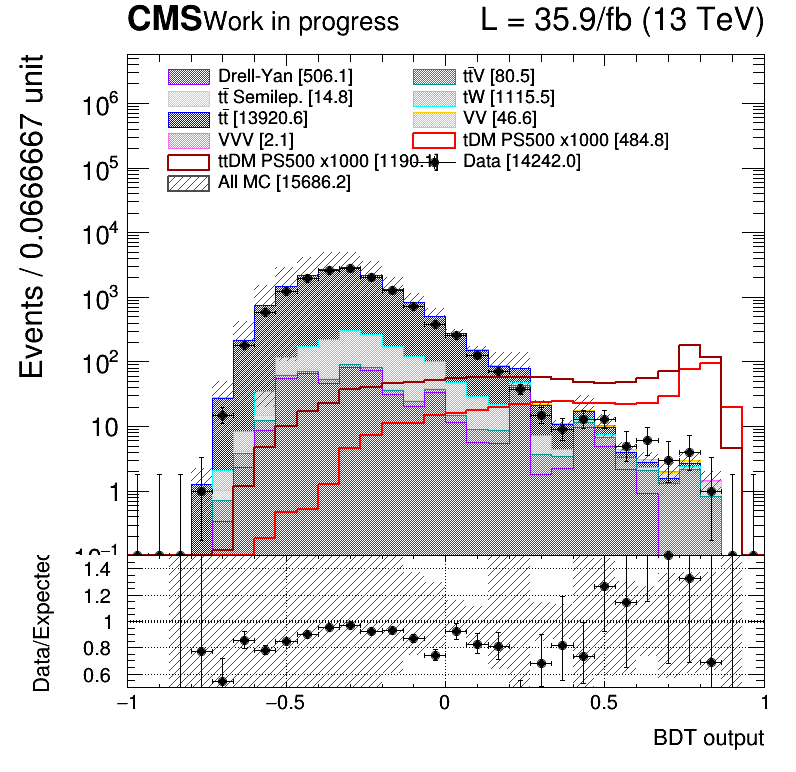 CMS Work in progress L = 35.9/fb (13 TeV)
Events / 0.0666667 unit
Drell-Yan [506.1] tt̄V [80.5]
tt̄ Semilep. [14.8] tW [1115.5]
tt̄ [13920.6] VV [46.6]
VVV [2.1] tDM PS500 x1000 [484.8]
ttDM PS500 x1000 [1190.1] Data [14242.0]
All MC [15686.2]
10⁶
10⁵
10⁴
10³
10²
10
1
10⁻¹
Data/Expected
1.4
1.2
1
0.8
0.6
−1 −0.5 0 0.5 1
BDT output